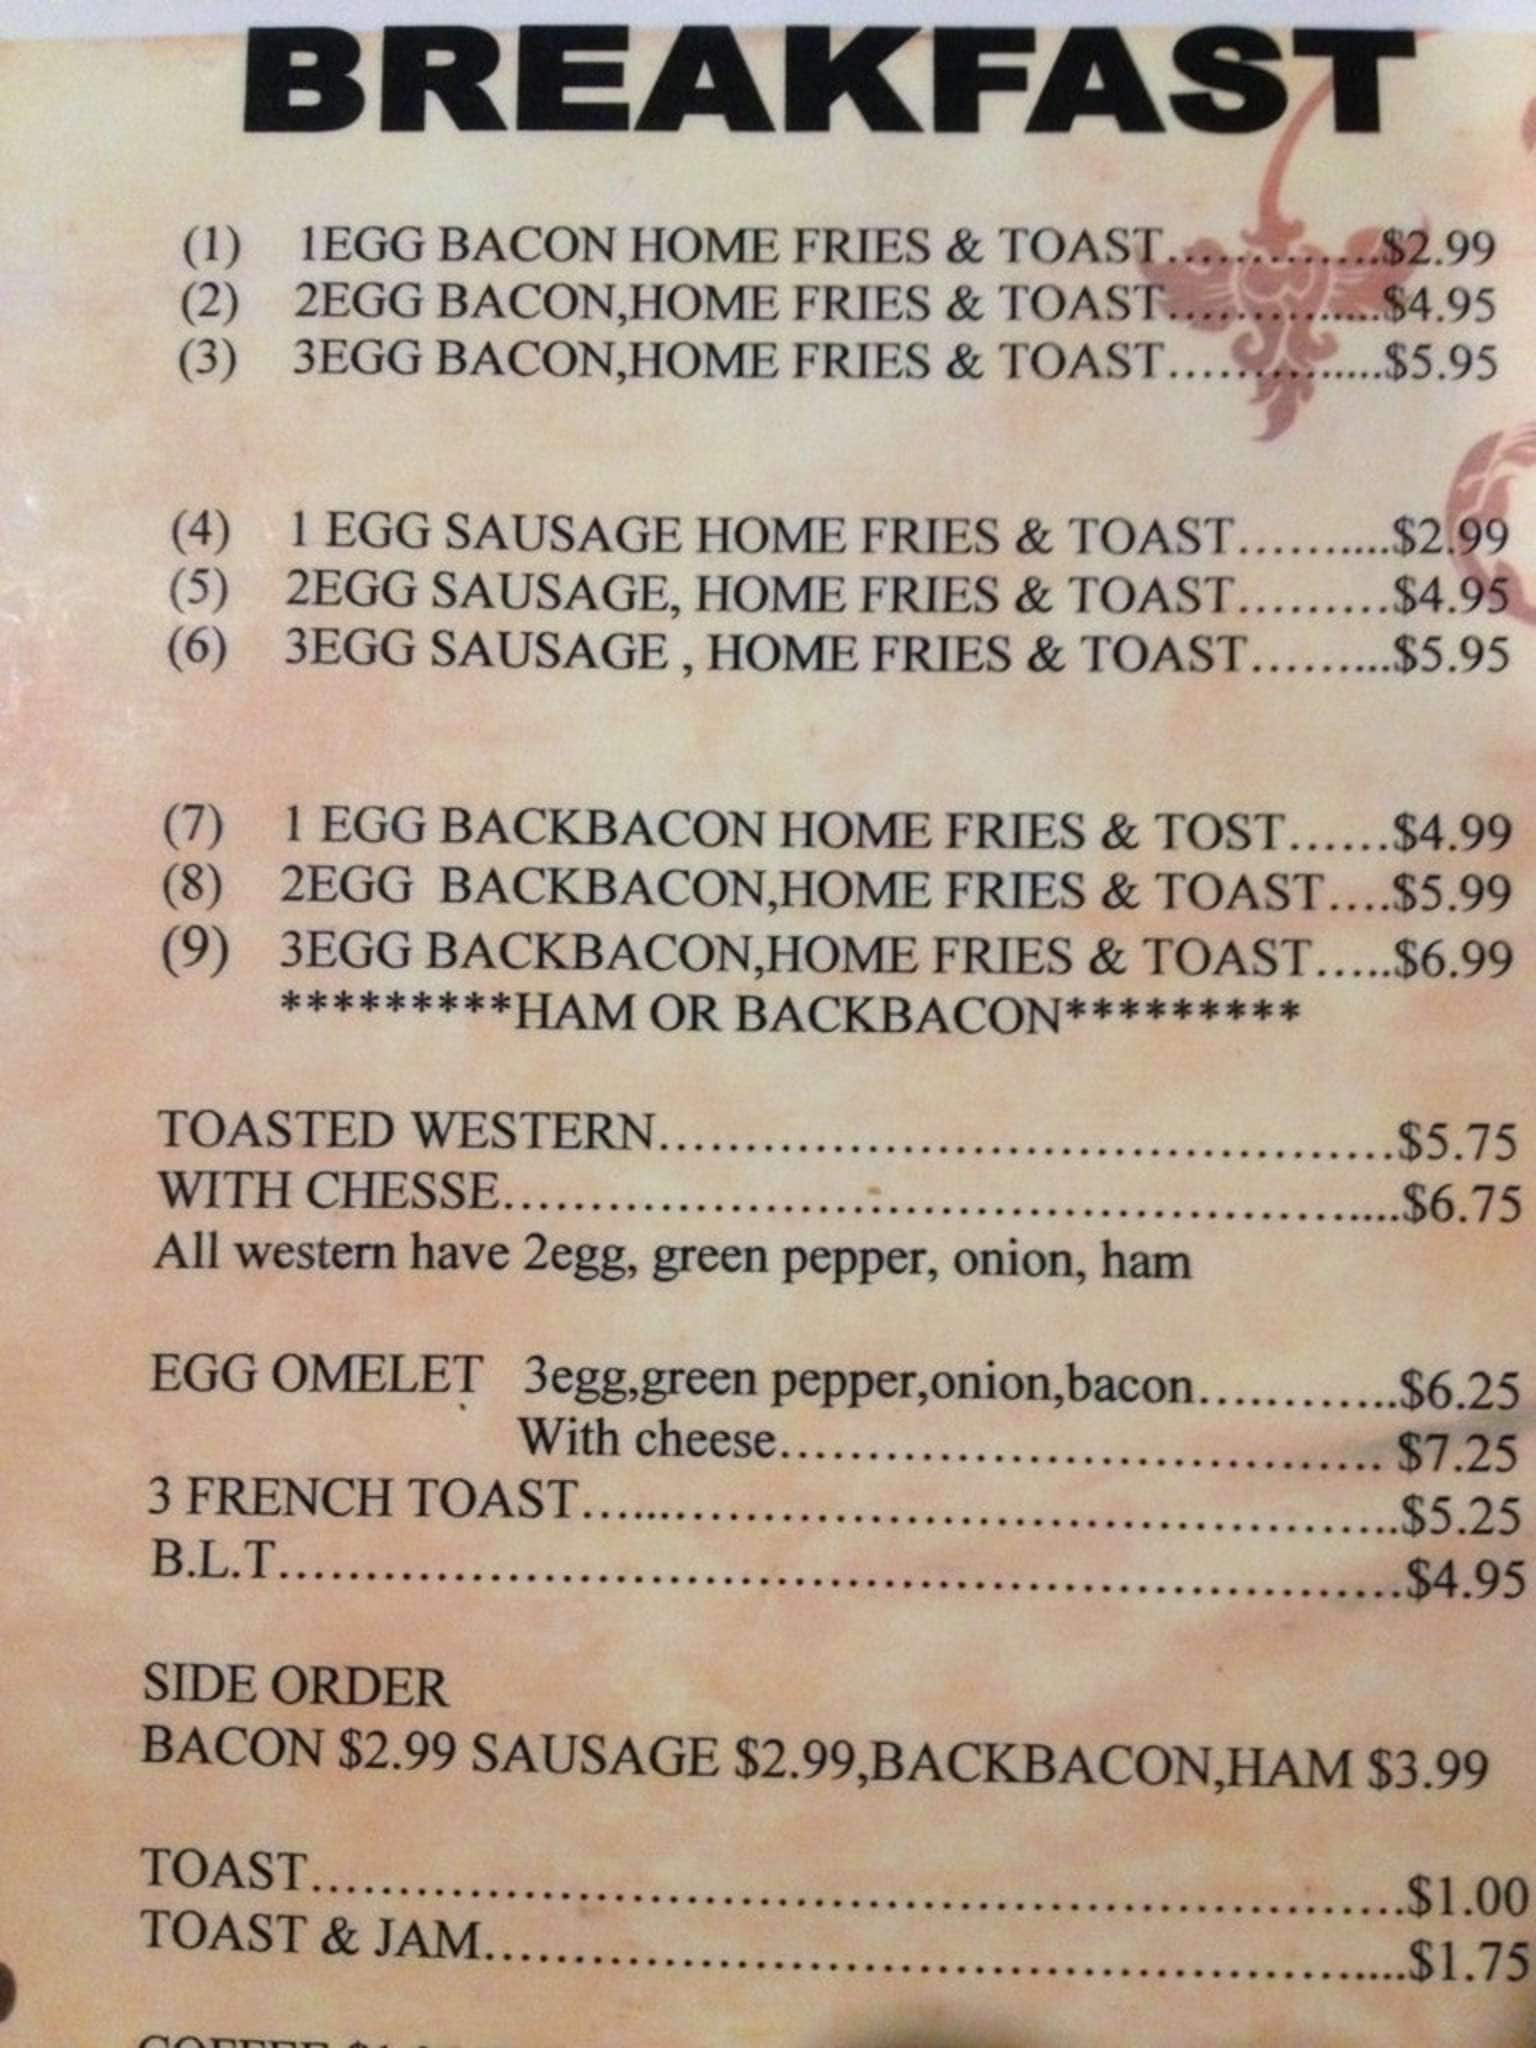 BREAKFAST
(1) 1EGG BACON HOME FRIES & TOAST..............$2.99
(2) 2EGG BACON,HOME FRIES & TOAST..............$4.95
(3) 3EGG BACON,HOME FRIES & TOAST..............$5.95
(4) 1 EGG SAUSAGE HOME FRIES & TOAST..........$2.99
(5) 2EGG SAUSAGE, HOME FRIES & TOAST.........$4.95
(6) 3EGG SAUSAGE , HOME FRIES & TOAST.........$5.95
(7) 1 EGG BACKBACON HOME FRIES & TOST......$4.99
(8) 2EGG BACKBACON,HOME FRIES & TOAST....$5.99
(9) 3EGG BACKBACON,HOME FRIES & TOAST.....$6.99
*********HAM OR BACKBACON*********
TOASTED WESTERN.............................................$5.75
WITH CHESSE.......................................................$6.75
All western have 2egg, green pepper, onion, ham
EGG OMELET 3egg,green pepper,onion,bacon............$6.25
With cheese..................................... $7.25
3 FRENCH TOAST..................................................$5.25
B.L.T....................................................................$4.95
SIDE ORDER
BACON $2.99 SAUSAGE $2.99,BACKBACON,HAM $3.99
TOAST..................................................................$1.00
TOAST & JAM........................................................$1.75